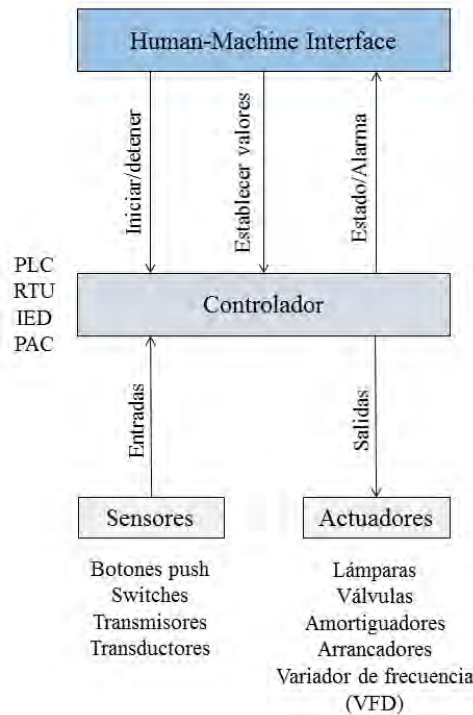 Human-Machine Interface
Iniciar/detener
Establecer valores
Estado/Alarma
PLC
RTU
IED
PAC
Controlador
Entradas
Salidas
Sensores
Actuadores
Botones push
Switches
Transmisores
Transductores
Lámparas
Válvulas
Amortiguadores
Arrancadores
Variador de frecuencia
(VFD)